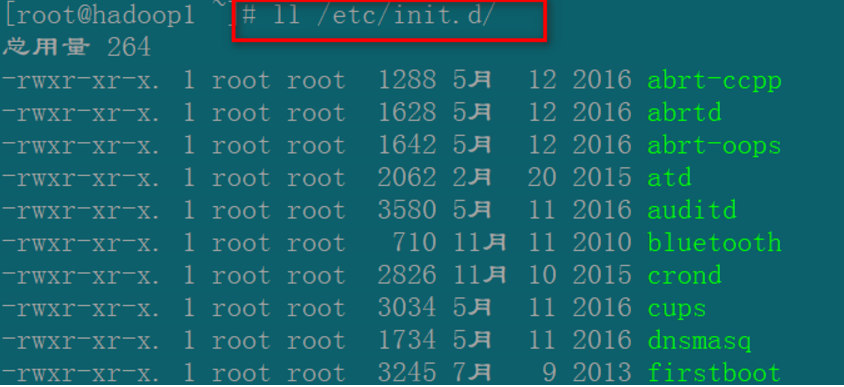 [root@hadoop1 ~]# ll /etc/init.d/
总用量 264
-rwxr-xr-x. 1 root root  1288 5月  12 2016 abrt-ccpp
-rwxr-xr-x. 1 root root  1628 5月  12 2016 abrtd
-rwxr-xr-x. 1 root root  1642 5月  12 2016 abrt-oops
-rwxr-xr-x. 1 root root  2062 2月  20 2015 atd
-rwxr-xr-x. 1 root root  3580 5月  11 2016 auditd
-rwxr-xr-x. 1 root root   710 11月 11 2010 bluetooth
-rwxr-xr-x. 1 root root  2826 11月 10 2015 crond
-rwxr-xr-x. 1 root root  3034 5月  11 2016 cups
-rwxr-xr-x. 1 root root  1734 5月  11 2016 dnsmasq
-rwxr-xr-x. 1 root root  3245 7月   9 2013 firstboot